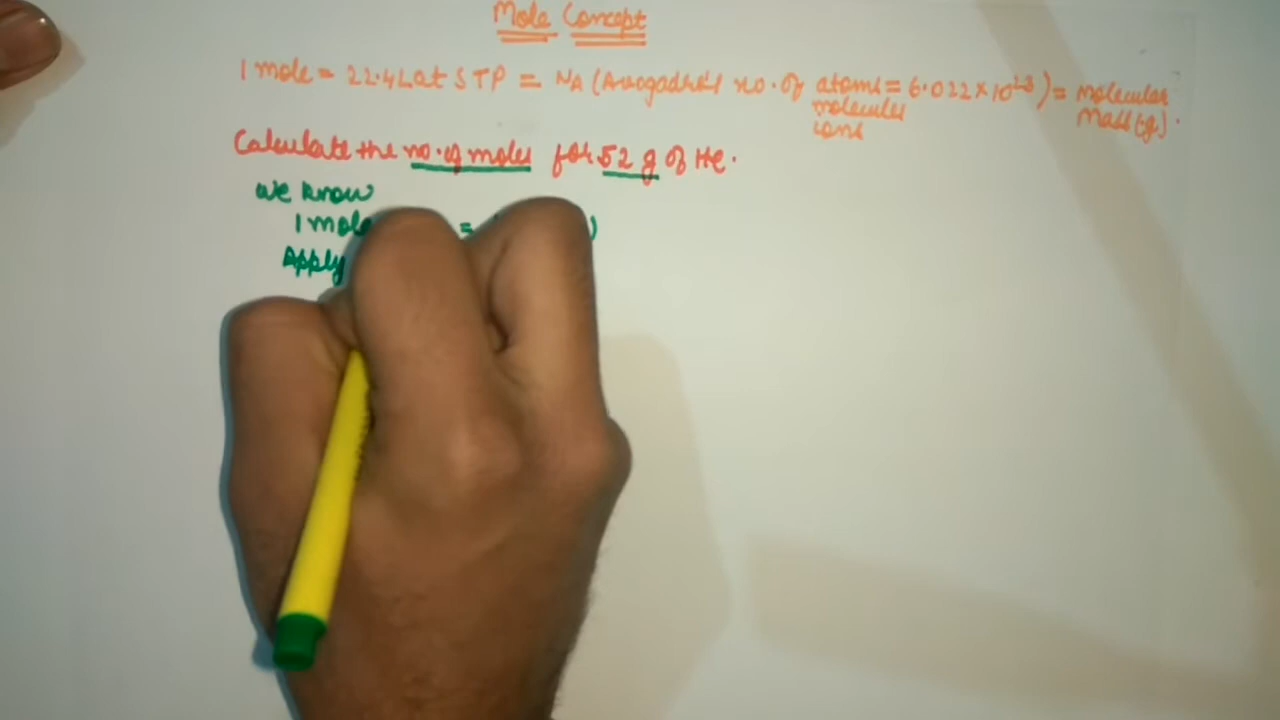 Mole Concept
1 mole = 22.4L at STP = NA (Avogadro's no. of atoms = 6.022 × 10²³) = Molecular
molecules Mass(g).
ions
Calculate the no. of moles for 52 g of He.
We know
1 mole = )
Apply